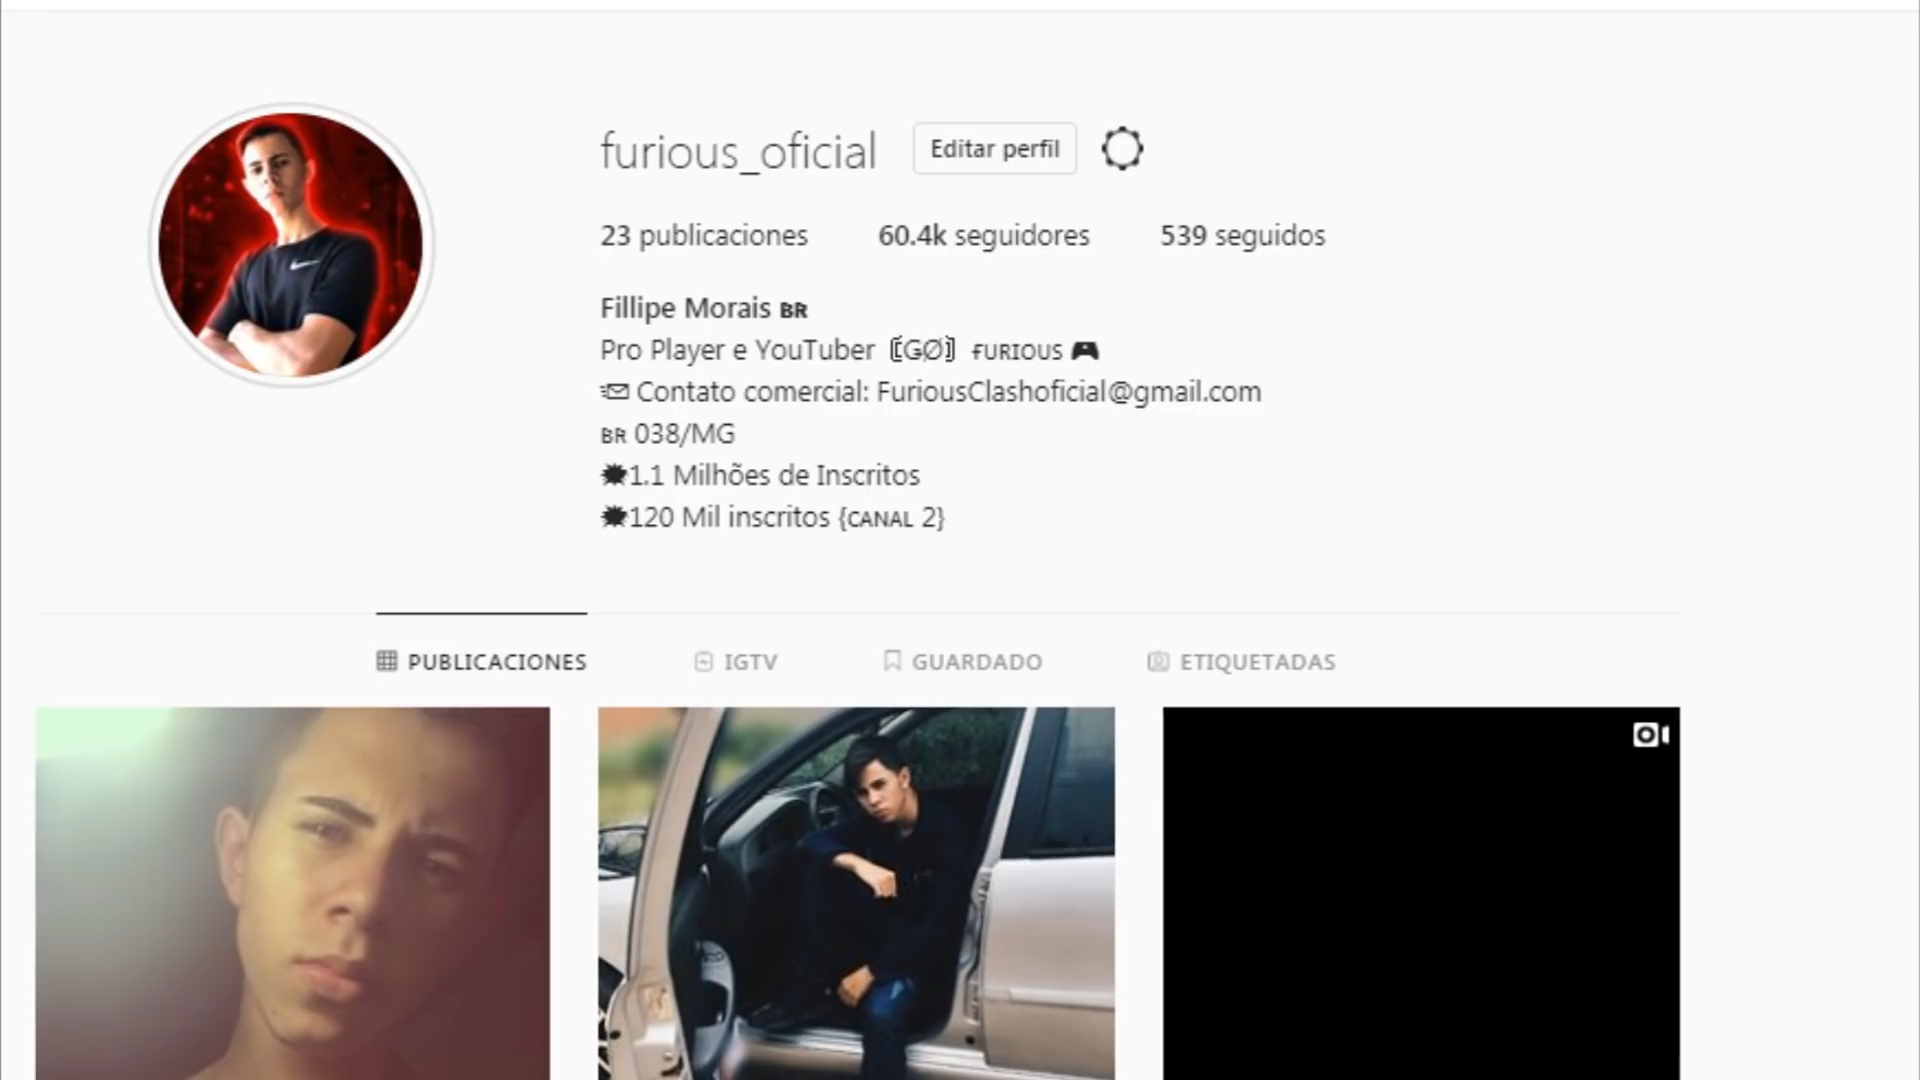 furious_oficial Editar perfil
23 publicaciones 60.4k seguidores 539 seguidos
Fillipe Morais BR
Pro Player e YouTuber 〘GØ〙 ғᴜʀɪᴏᴜs 🎮
📨 Contato comercial: FuriousClashoficial@gmail.com
BR 038/MG
✹1.1 Milhões de Inscritos
✹120 Mil inscritos {ᴄᴀɴᴀʟ 2}
PUBLICACIONES IGTV GUARDADO ETIQUETADAS